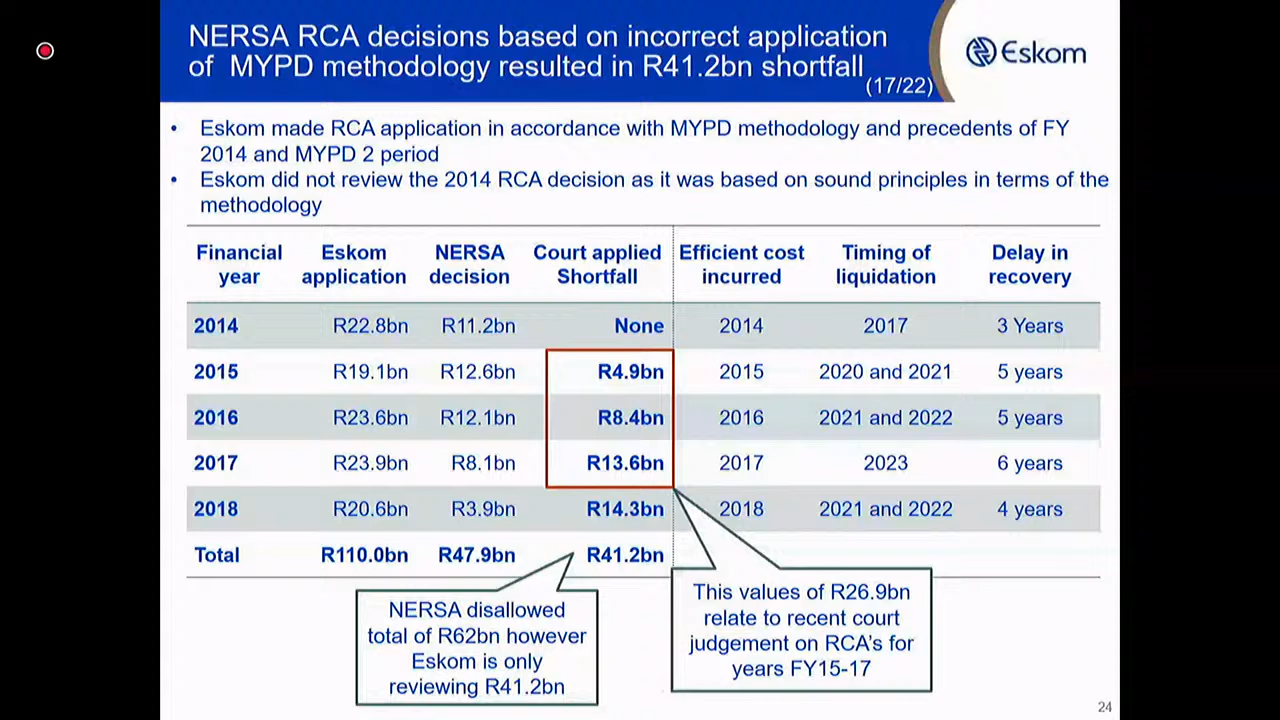 NERSA RCA decisions based on incorrect application
of MYPD methodology resulted in R41.2bn shortfall
(17/22)
Eskom
• Eskom made RCA application in accordance with MYPD methodology and precedents of FY
2014 and MYPD 2 period
• Eskom did not review the 2014 RCA decision as it was based on sound principles in terms of the
methodology
Financial year Eskom application NERSA decision Court applied Shortfall Efficient cost incurred Timing of liquidation Delay in recovery
2014 R22.8bn R11.2bn None 2014 2017 3 Years
2015 R19.1bn R12.6bn R4.9bn 2015 2020 and 2021 5 years
2016 R23.6bn R12.1bn R8.4bn 2016 2021 and 2022 5 years
2017 R23.9bn R8.1bn R13.6bn 2017 2023 6 years
2018 R20.6bn R3.9bn R14.3bn 2018 2021 and 2022 4 years
Total R110.0bn R47.9bn R41.2bn
NERSA disallowed
total of R62bn however
Eskom is only
reviewing R41.2bn
This values of R26.9bn
relate to recent court
judgement on RCA's for
years FY15-17
24